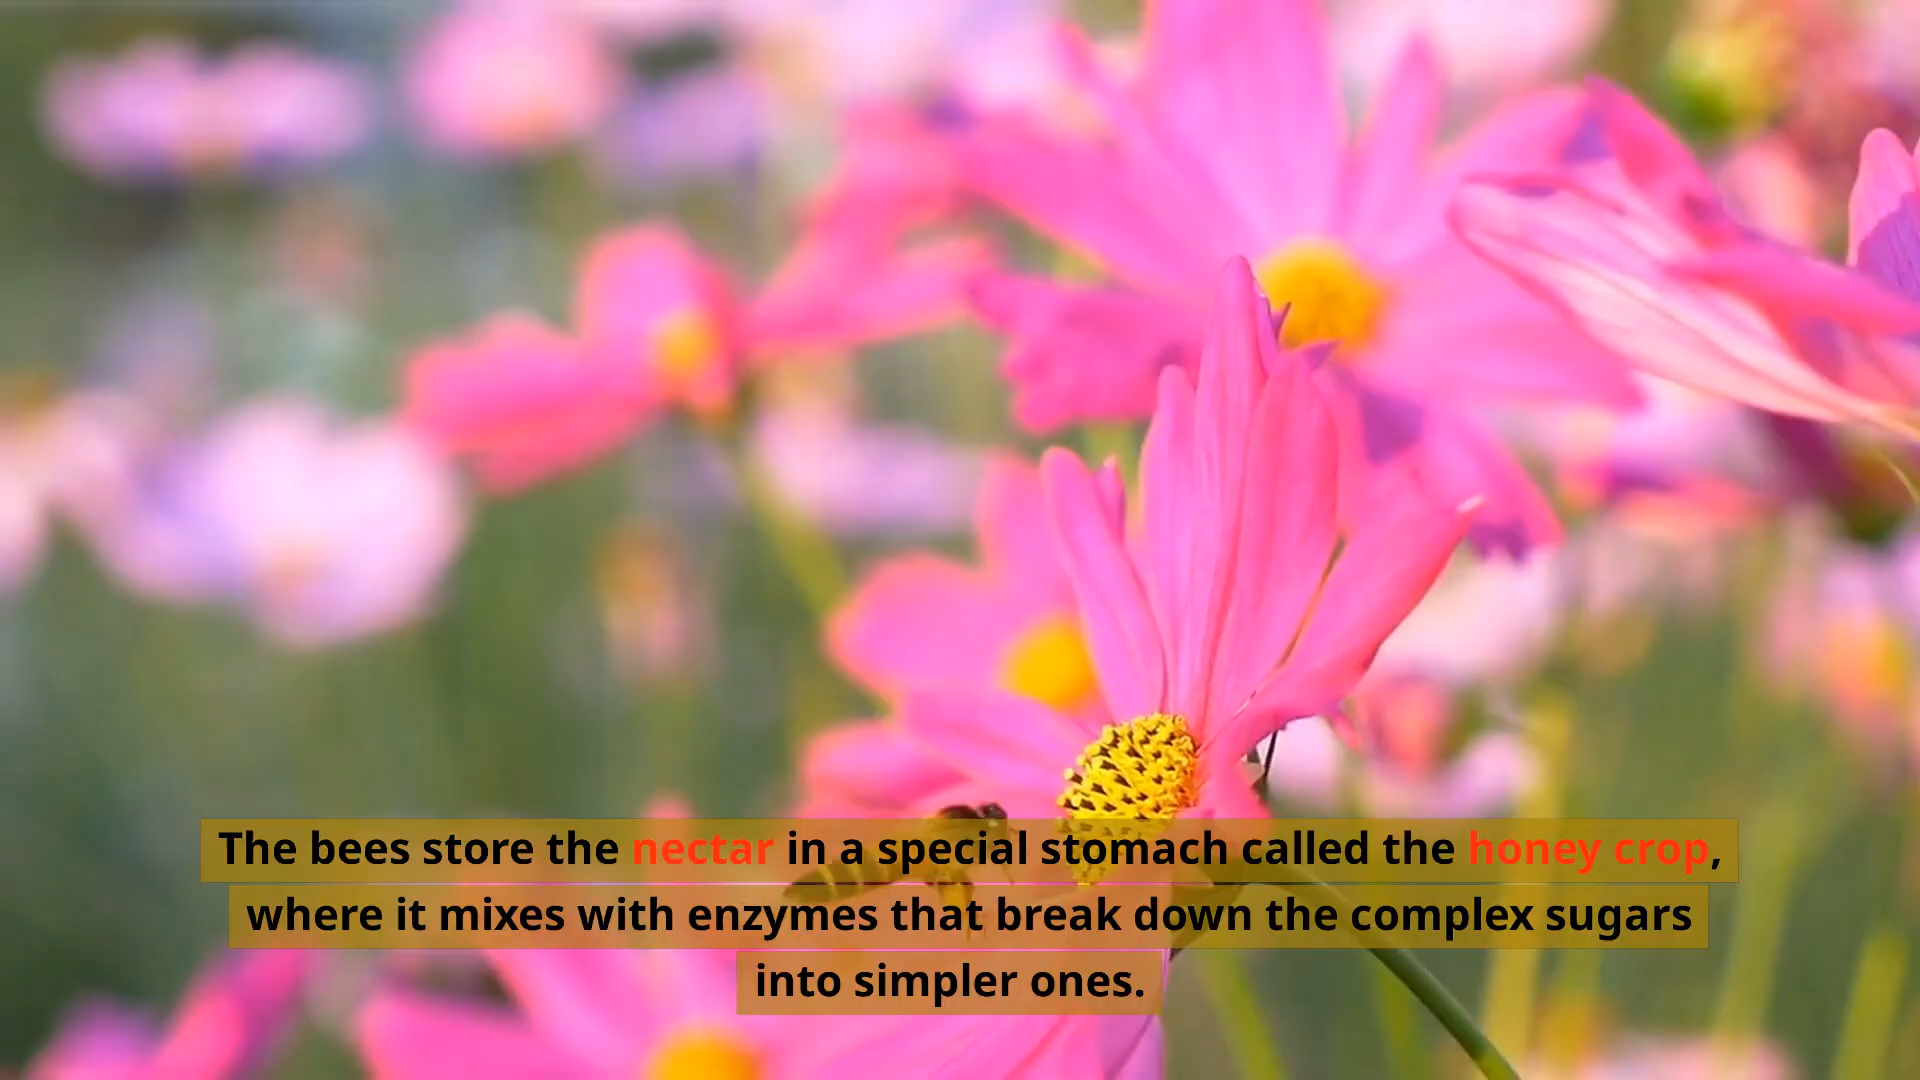 The bees store the nectar in a special stomach called the honey crop,
where it mixes with enzymes that break down the complex sugars
into simpler ones.